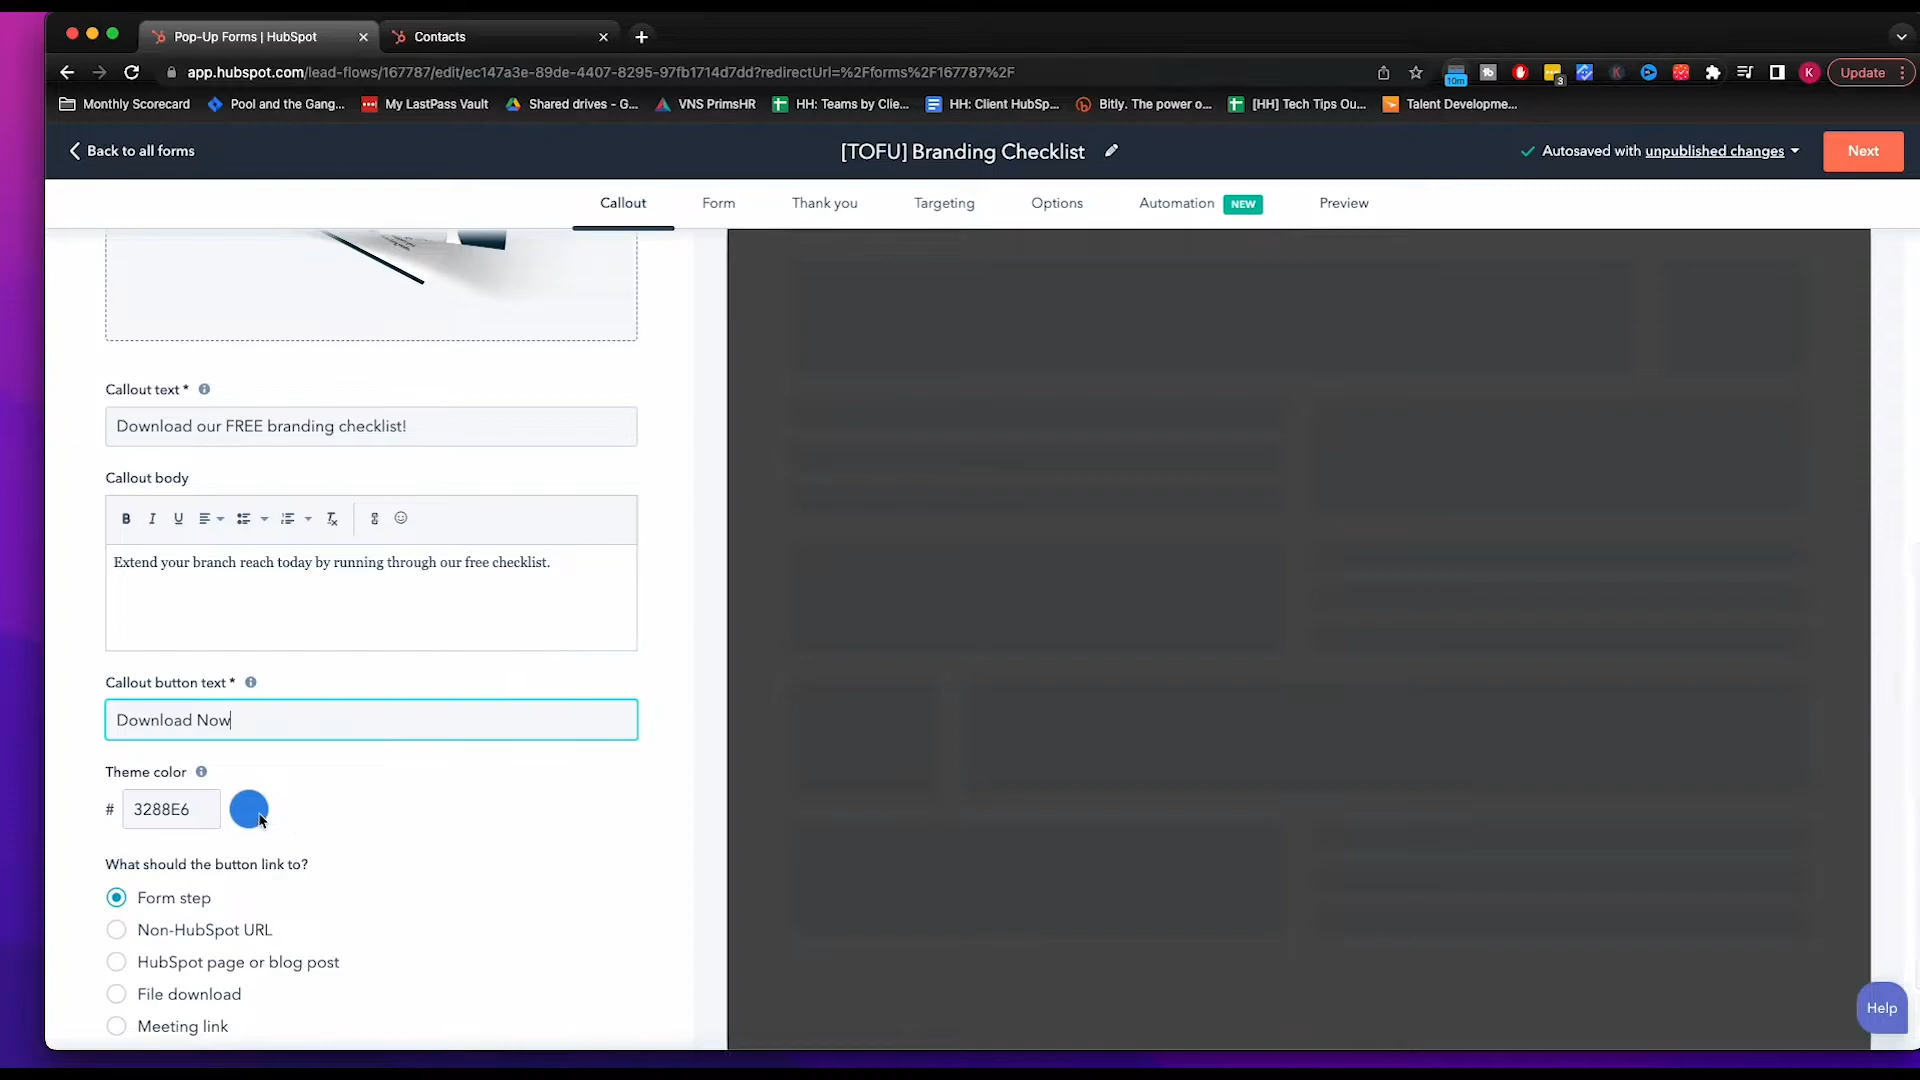 Pop-Up Forms | HubSpot
Contacts
app.hubspot.com/lead-flows/167787/edit/ec147a3e-89de-4407-8295-97fb1714d7dd?redirectUrl=%2Fforms%2F167787%2F
10m
3
K
K
Update
Monthly Scorecard
Pool and the Gang...
My LastPass Vault
Shared drives - G...
VNS PrimsHR
HH: Teams by Clie...
HH: Client HubSp...
Bitly. The power o...
[HH] Tech Tips Ou...
Talent Developme...
Back to all forms
[TOFU] Branding Checklist
Autosaved with unpublished changes
Next
Callout
Form
Thank you
Targeting
Options
Automation NEW
Preview
Callout text *
Download our FREE branding checklist!
Callout body
B I U
Extend your branch reach today by running through our free checklist.
Callout button text *
Download Now
Theme color
# 3288E6
What should the button link to?
Form step
Non-HubSpot URL
HubSpot page or blog post
File download
Meeting link
Help